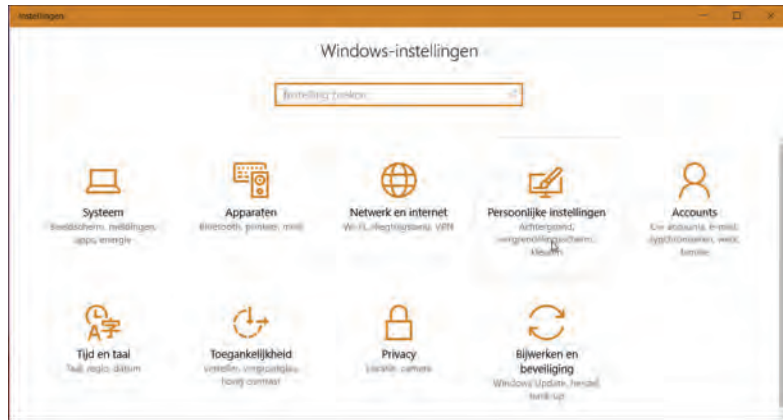 Instellingen
Windows-instellingen
Instelling zoeken
Systeem
Beeldscherm, meldingen,
apps, energie
Apparaten
Bluetooth, printers, muis
Netwerk en internet
Wi-Fi, vliegtuigstand, VPN
Persoonlijke instellingen
Achtergrond,
vergrendelingsscherm,
kleuren
Accounts
Uw accounts, e-mail,
synchroniseren, werk,
familie
Tijd en taal
Taal, regio, datum
Toegankelijkheid
Verteller, vergrootglas,
hoog contrast
Privacy
Locatie, camera
Bijwerken en
beveiliging
Windows Update, herstel,
back-up